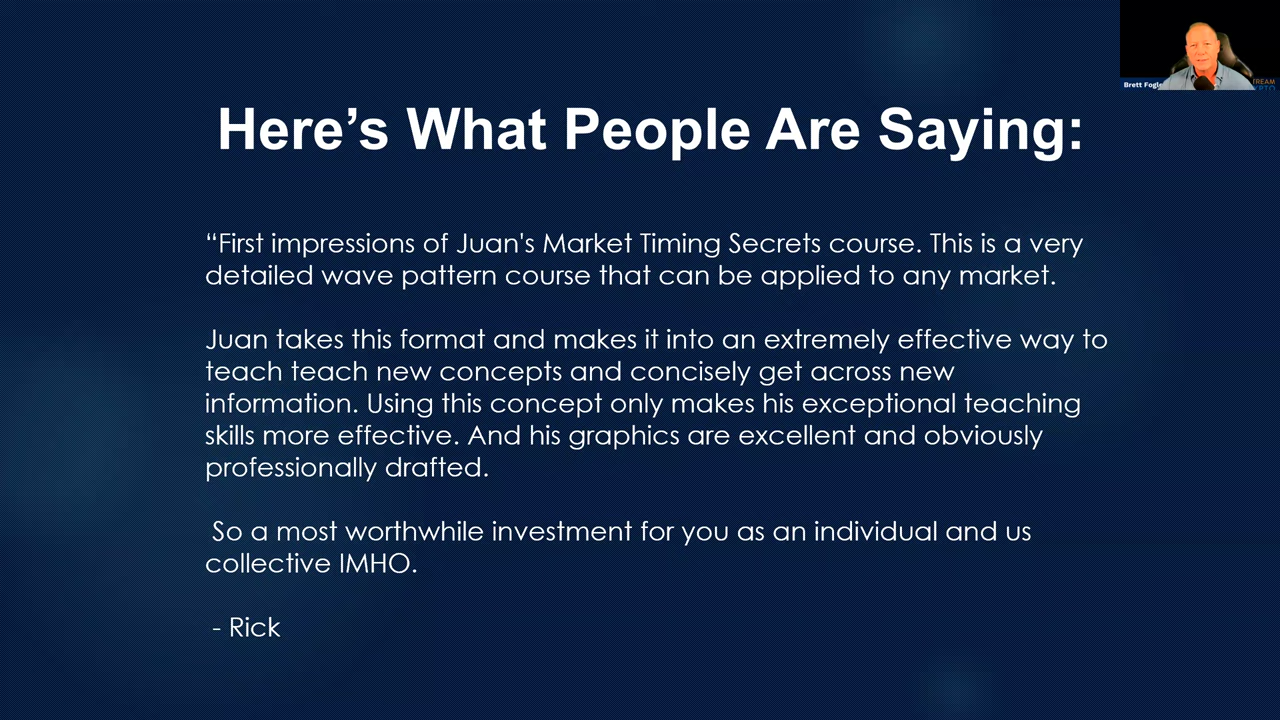 Brett Fogle
Here’s What People Are Saying:
“First impressions of Juan's Market Timing Secrets course. This is a very
detailed wave pattern course that can be applied to any market.
Juan takes this format and makes it into an extremely effective way to
teach teach new concepts and concisely get across new
information. Using this concept only makes his exceptional teaching
skills more effective. And his graphics are excellent and obviously
professionally drafted.
So a most worthwhile investment for you as an individual and us
collective IMHO.
- Rick